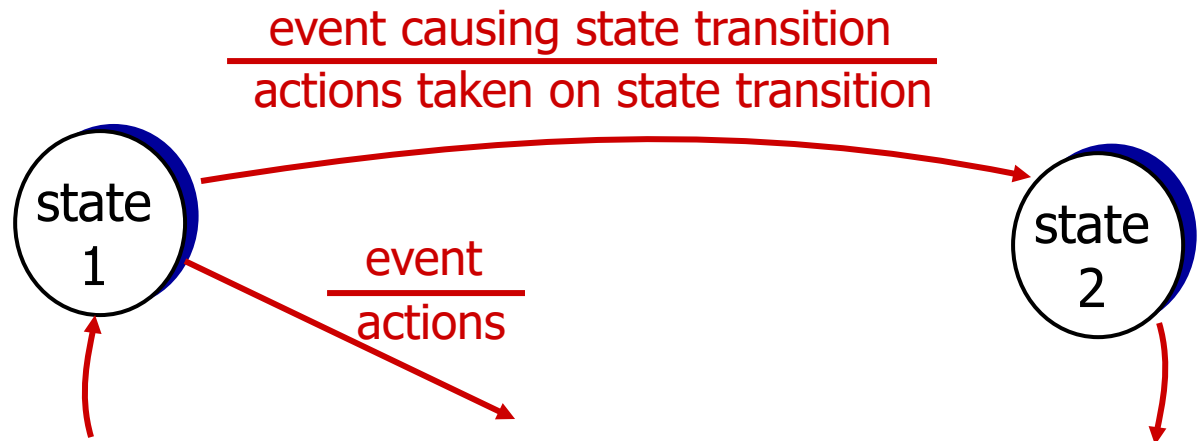 event causing state transition
actions taken on state transition
state
1
event
actions
state
2